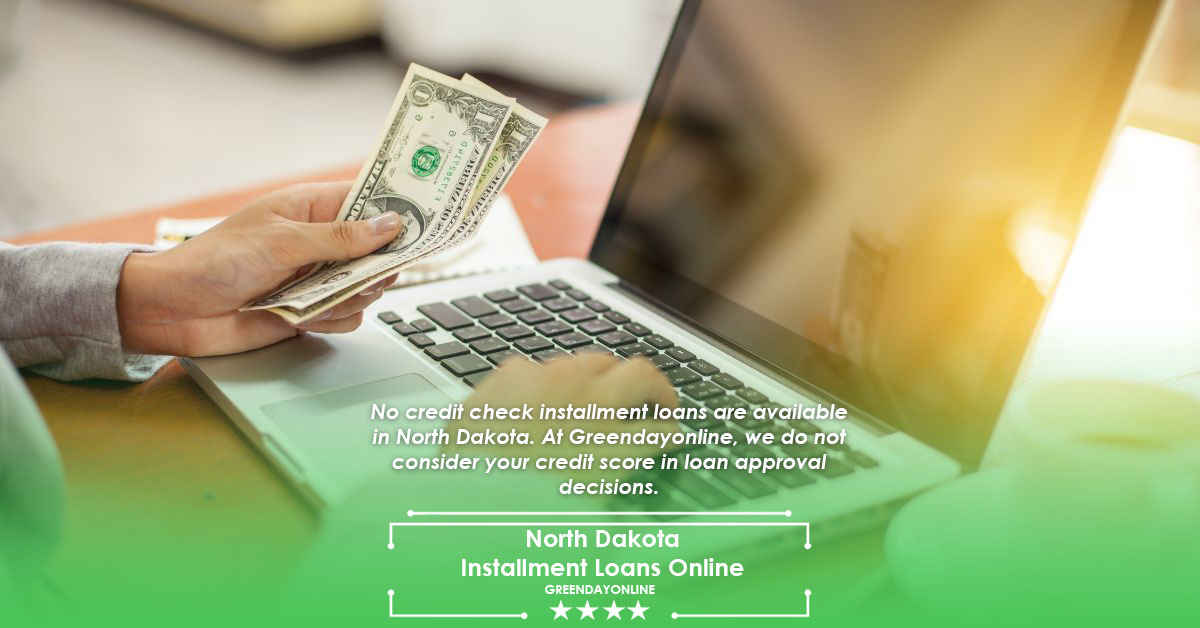 No credit check installment loans are available
in North Dakota. At Greendayonline, we do not
consider your credit score in loan approval
decisions.
North Dakota
Installment Loans Online
GREENDAYONLINE